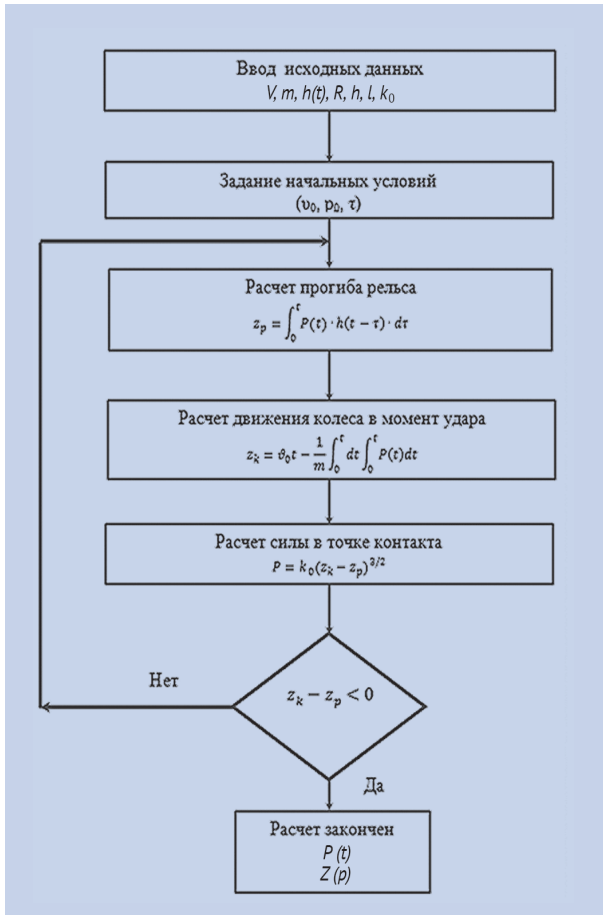 Ввод исходных данных
V, m, h(t), R, h, l, k₀
Задание начальных условий
(υ₀, p₀, τ)
Расчет прогиба рельса
z_p = ∫₀^t P(t) · h(t − τ) · dτ
Расчет движения колеса в момент удара
z_k = ϑ₀t − 1/m ∫₀^t dt ∫₀^t P(t)dt
Расчет силы в точке контакта
P = k₀(z_k − z_p)^{3/2}
z_k − z_p < 0
Нет
Да
Расчет закончен
P (t)
Z (p)